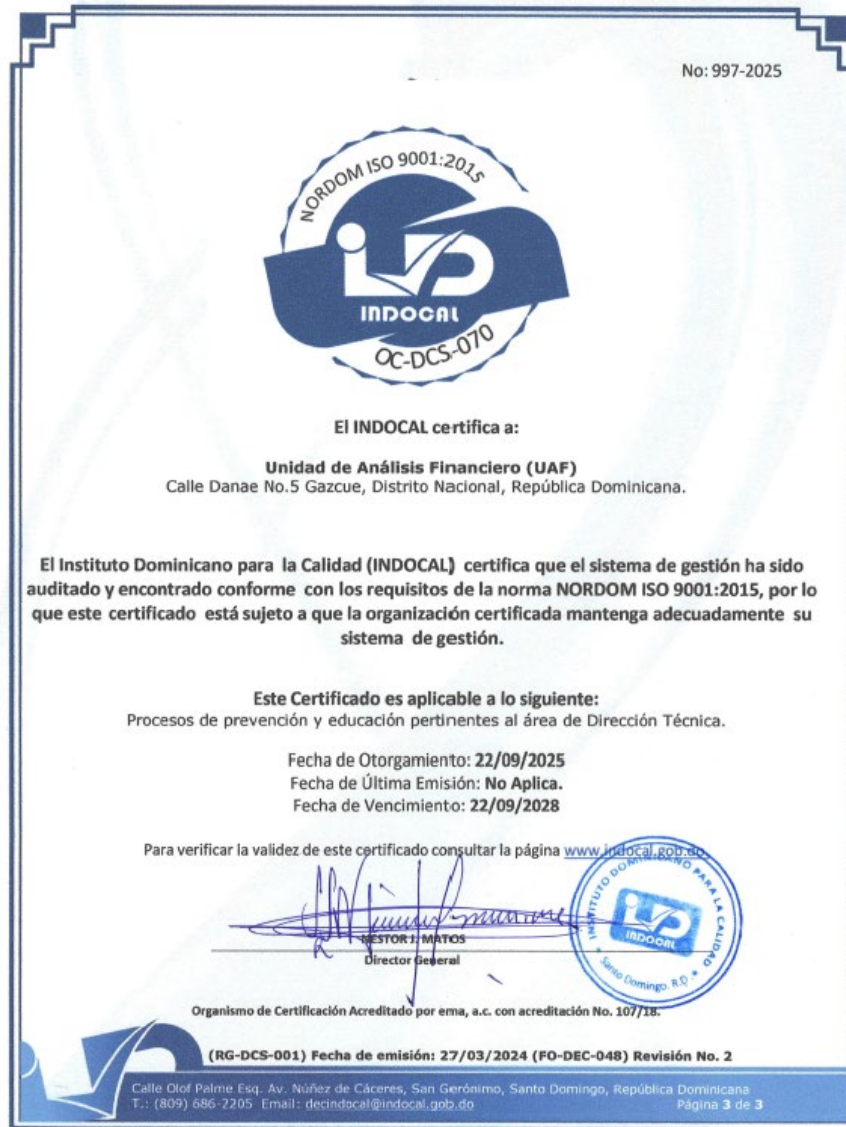 No: 997-2025
NORDOM ISO 9001:2015
INDOCAL
OC-DCS-070
El INDOCAL certifica a:
Unidad de Análisis Financiero (UAF)
Calle Danae No.5 Gazcue, Distrito Nacional, República Dominicana.
El Instituto Dominicano para la Calidad (INDOCAL) certifica que el sistema de gestión ha sido
auditado y encontrado conforme con los requisitos de la norma NORDOM ISO 9001:2015, por lo
que este certificado está sujeto a que la organización certificada mantenga adecuadamente su
sistema de gestión.
Este Certificado es aplicable a lo siguiente:
Procesos de prevención y educación pertinentes al área de Dirección Técnica.
Fecha de Otorgamiento: 22/09/2025
Fecha de Última Emisión: No Aplica.
Fecha de Vencimiento: 22/09/2028
Para verificar la validez de este certificado consultar la página www.indocal.gob.do.
INSTITUTO DOMINICANO PARA LA CALIDAD
INDOCAL
Santo Domingo, R.D.
NESTOR J. MATOS
Director General
Organismo de Certificación Acreditado por ema, a.c. con acreditación No. 107/18.
(RG-DCS-001) Fecha de emisión: 27/03/2024 (FO-DEC-048) Revisión No. 2
Calle Olof Palme Esq. Av. Núñez de Cáceres, San Gerónimo, Santo Domingo, República Dominicana
T.: (809) 686-2205 Email: decindocal@indocal.gob.do Página 3 de 3